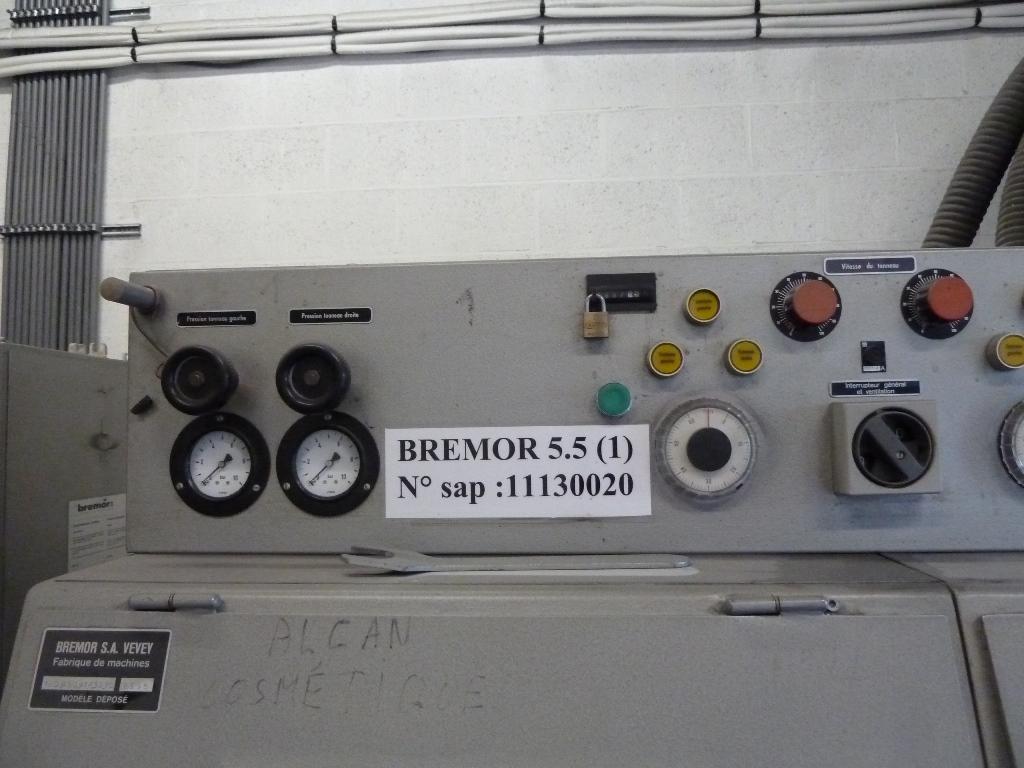 Vitesse du tonneau
Pression tonneau gauche
Pression tonneau droite
Interrupteur général
et ventilation
BREMOR 5.5 (1)
N° sap :11130020
bremor
BREMOR S.A. VEVEY
Fabrique de machines
MODÈLE DÉPOSÉ
ALCAN
COSMÉTIQUE